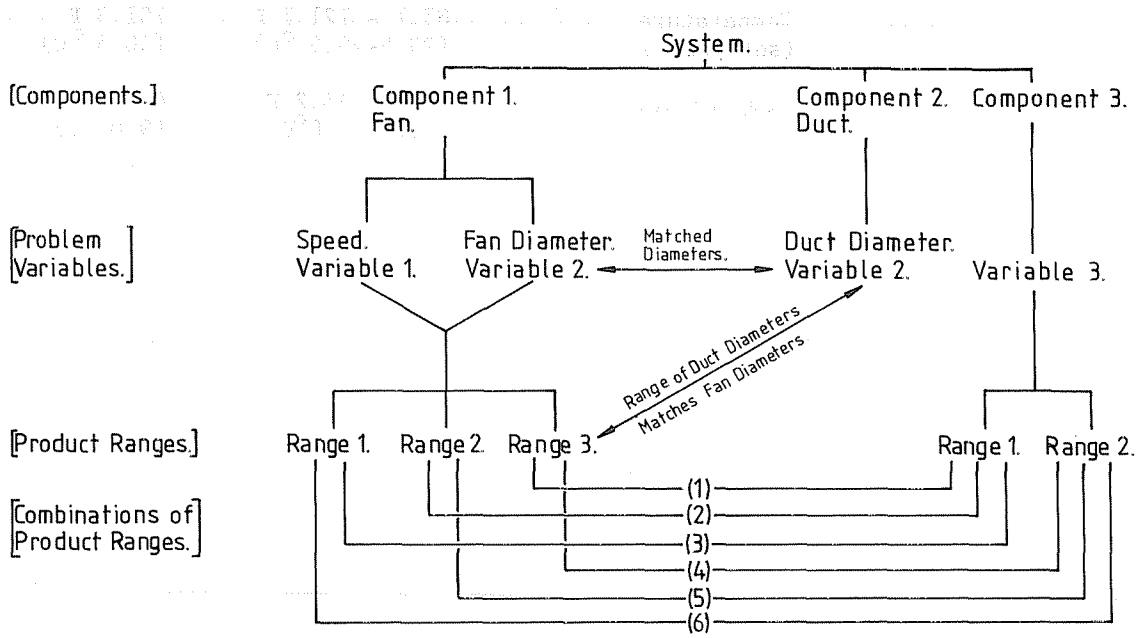 System.
[Components.]
Component 1.
Fan.
Component 2.
Duct.
Component 3.
[Problem
Variables.]
Speed.
Variable 1.
Fan Diameter.
Variable 2.
Matched
Diameters.
Duct Diameter.
Variable 2.
Variable 3.
Range of Duct Diameters
Matches Fan Diameters
[Product Ranges.]
Range 1.
Range 2.
Range 3.
Range 1.
Range 2.
[Combinations of
Product Ranges.]
(1)
(2)
(3)
(4)
(5)
(6)